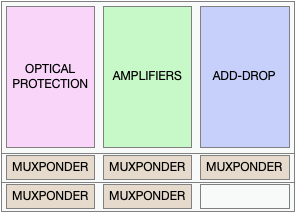 OPTICAL
PROTECTION
AMPLIFIERS
ADD-DROP
MUXPONDER
MUXPONDER
MUXPONDER
MUXPONDER
MUXPONDER